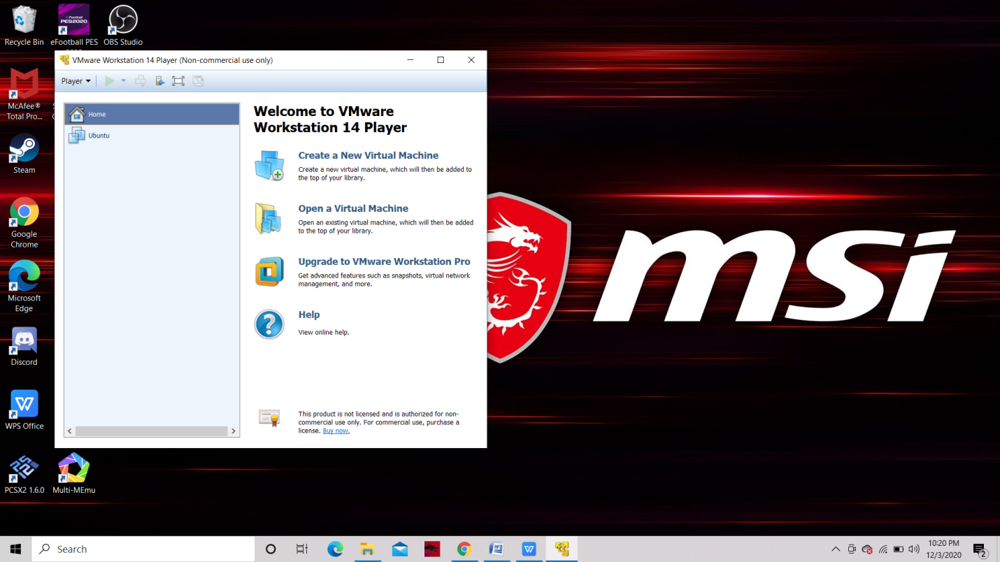 Recycle Bin
eFootball PES
OBS Studio
McAfee®
Total Pro...
Steam
Google
Chrome
Microsoft
Edge
Discord
WPS Office
PCSX2 1.6.0
Multi-MEmu
eFootball
PES2020
VMware Workstation 14 Player (Non-commercial use only)
Player
Home
Ubuntu
Welcome to VMware
Workstation 14 Player
Create a New Virtual Machine
Create a new virtual machine, which will then be added to
the top of your library.
Open a Virtual Machine
Open an existing virtual machine, which will then be added
to the top of your library.
Upgrade to VMware Workstation Pro
Get advanced features such as snapshots, virtual network
management, and more.
Help
View online help.
This product is not licensed and is authorized for non-
commercial use only. For commercial use, purchase a
license. Buy now.
msi
Search
10:20 PM
12/3/2020
2